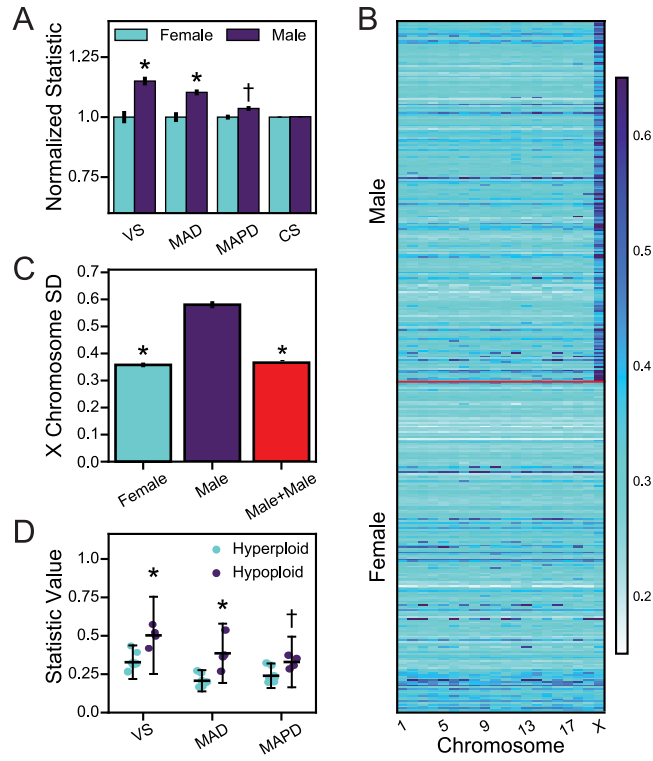 A
Normalized Statistic
Female
Male
1.25
1.0
0.75
*
*
†
VS
MAD
MAPD
CS
B
Male
Female
0.6
0.5
0.4
0.3
0.2
1
5
9
13
17
X
Chromosome
C
X Chromosome SD
0.7
0.6
0.5
0.4
0.3
0.2
0.1
0.0
*
*
Female
Male
Male+Male
D
Statistic Value
Hyperploid
Hypoploid
1.0
0.75
0.5
0.25
0.0
*
*
†
VS
MAD
MAPD